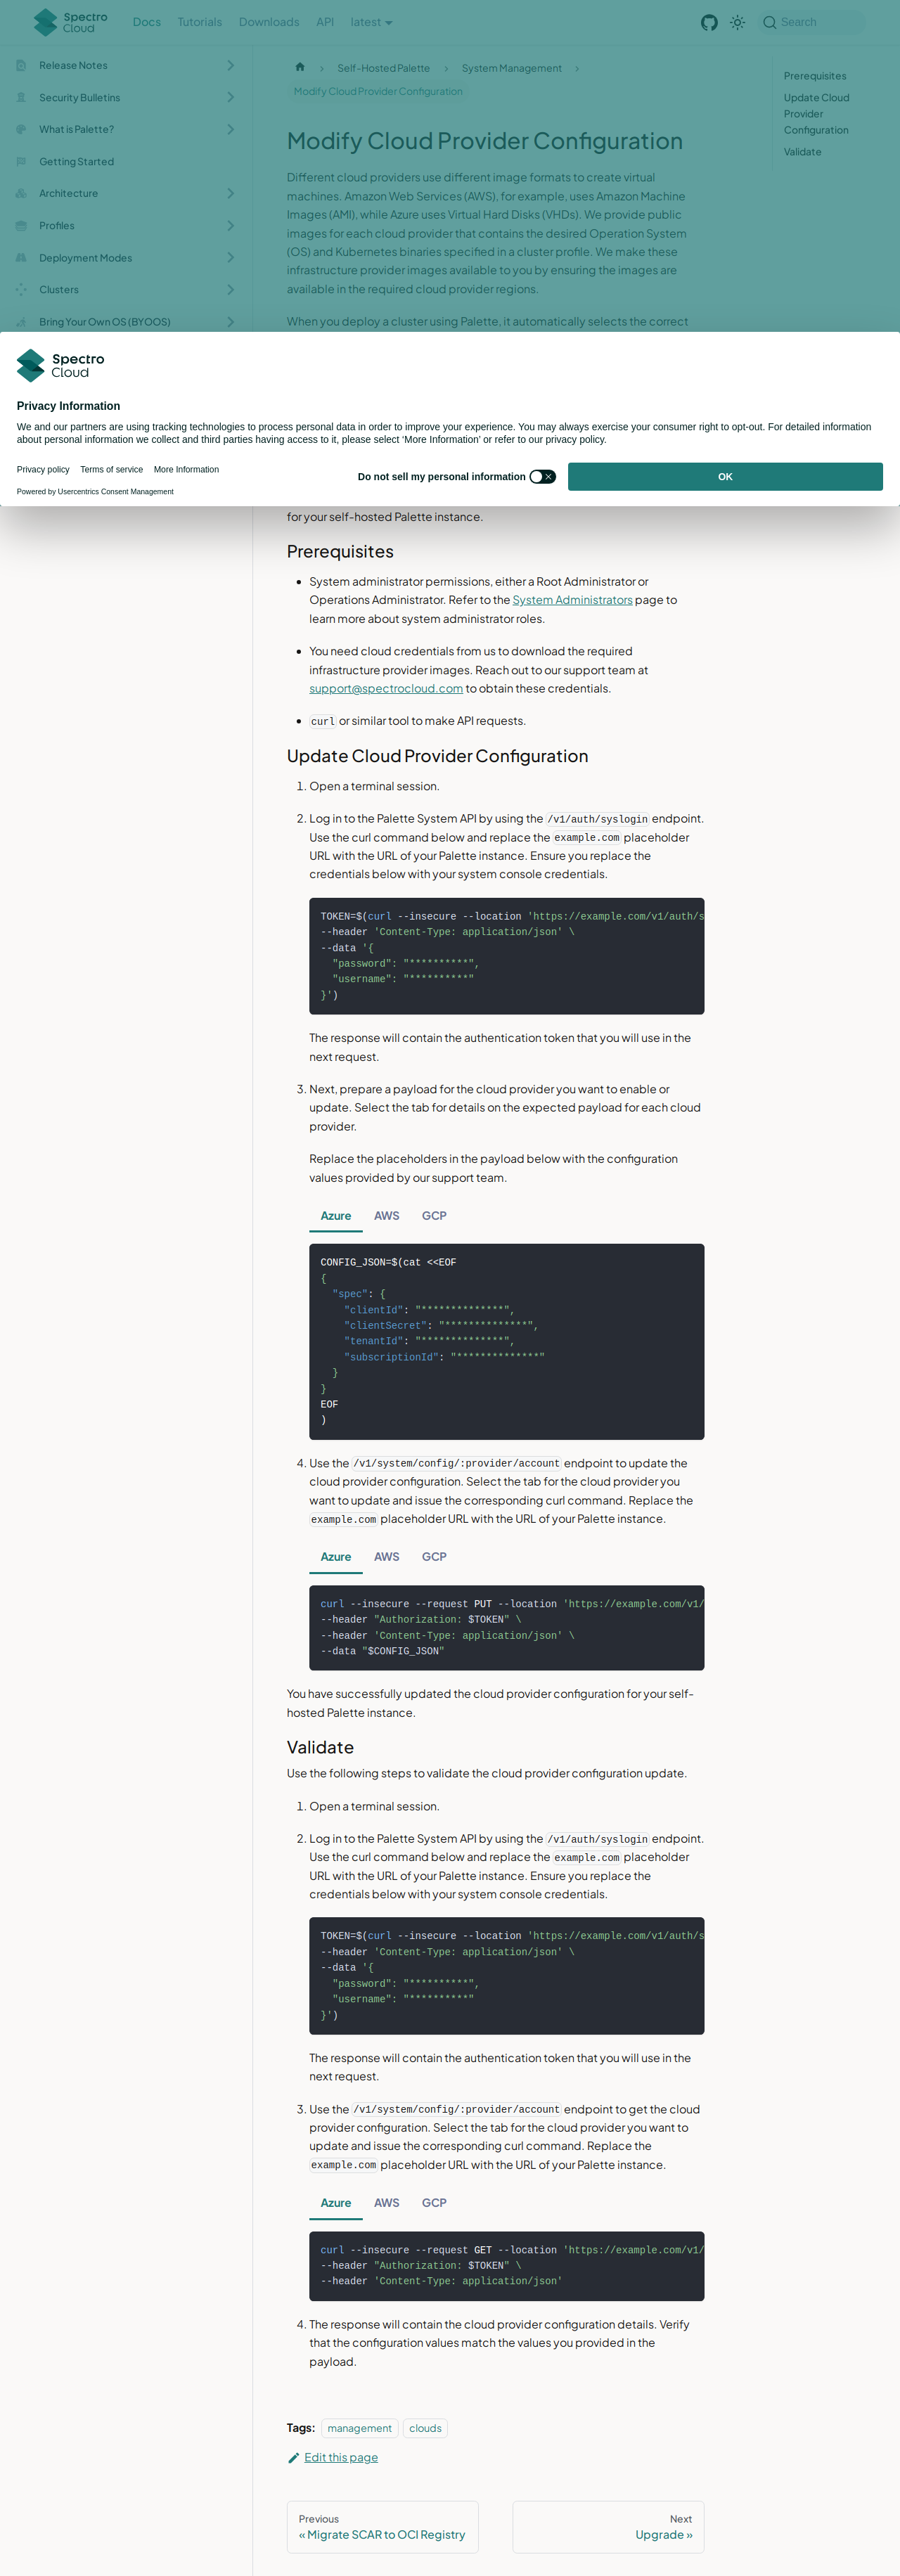 Spectro Cloud
Docs
Tutorials
Downloads
API
latest
Search
Release Notes
Security Bulletins
What is Palette?
Getting Started
Architecture
Profiles
Deployment Modes
Clusters
Bring Your Own OS (BYOOS)
Self-Hosted Palette
System Management
Modify Cloud Provider Configuration
Prerequisites
Update Cloud
Provider
Configuration
Validate
Modify Cloud Provider Configuration
Different cloud providers use different image formats to create virtual
machines. Amazon Web Services (AWS), for example, uses Amazon Machine
Images (AMI), while Azure uses Virtual Hard Disks (VHDs). We provide public
images for each cloud provider that contains the desired Operation System
(OS) and Kubernetes binaries specified in a cluster profile. We make these
infrastructure provider images available to you by ensuring the images are
available in the required cloud provider regions.
When you deploy a cluster using Palette, it automatically selects the correct
Spectro Cloud
Privacy Information
We and our partners are using tracking technologies to process personal data in order to improve your experience. You may always exercise your consumer right to opt-out. For detailed information
about personal information we collect and third parties having access to it, please select ‘More Information’ or refer to our privacy policy.
Privacy policy
Terms of service
More Information
Do not sell my personal information
OK
Powered by Usercentrics Consent Management
for your self-hosted Palette instance.
Prerequisites
System administrator permissions, either a Root Administrator or
Operations Administrator. Refer to the System Administrators page to
learn more about system administrator roles.
You need cloud credentials from us to download the required
infrastructure provider images. Reach out to our support team at
support@spectrocloud.com to obtain these credentials.
curl or similar tool to make API requests.
Update Cloud Provider Configuration
1. Open a terminal session.
2. Log in to the Palette System API by using the /v1/auth/syslogin endpoint.
Use the curl command below and replace the example.com placeholder
URL with the URL of your Palette instance. Ensure you replace the
credentials below with your system console credentials.
TOKEN=$(curl --insecure --location 'https://example.com/v1/auth/s
--header 'Content-Type: application/json' \
--data '{
"password": "**********",
"username": "**********"
}')
The response will contain the authentication token that you will use in the
next request.
3. Next, prepare a payload for the cloud provider you want to enable or
update. Select the tab for details on the expected payload for each cloud
provider.
Replace the placeholders in the payload below with the configuration
values provided by our support team.
Azure AWS GCP
CONFIG_JSON=$(cat <<EOF
{
"spec": {
"clientId": "**************",
"clientSecret": "**************",
"tenantId": "**************",
"subscriptionId": "**************"
}
}
EOF
)
4. Use the /v1/system/config/:provider/account endpoint to update the
cloud provider configuration. Select the tab for the cloud provider you
want to update and issue the corresponding curl command. Replace the
example.com placeholder URL with the URL of your Palette instance.
Azure AWS GCP
curl --insecure --request PUT --location 'https://example.com/v1/
--header "Authorization: $TOKEN" \
--header 'Content-Type: application/json' \
--data "$CONFIG_JSON"
You have successfully updated the cloud provider configuration for your self-
hosted Palette instance.
Validate
Use the following steps to validate the cloud provider configuration update.
1. Open a terminal session.
2. Log in to the Palette System API by using the /v1/auth/syslogin endpoint.
Use the curl command below and replace the example.com placeholder
URL with the URL of your Palette instance. Ensure you replace the
credentials below with your system console credentials.
TOKEN=$(curl --insecure --location 'https://example.com/v1/auth/s
--header 'Content-Type: application/json' \
--data '{
"password": "**********",
"username": "**********"
}')
The response will contain the authentication token that you will use in the
next request.
3. Use the /v1/system/config/:provider/account endpoint to get the cloud
provider configuration. Select the tab for the cloud provider you want to
update and issue the corresponding curl command. Replace the
example.com placeholder URL with the URL of your Palette instance.
Azure AWS GCP
curl --insecure --request GET --location 'https://example.com/v1/
--header "Authorization: $TOKEN" \
--header 'Content-Type: application/json'
4. The response will contain the cloud provider configuration details. Verify
that the configuration values match the values you provided in the
payload.
Tags: management clouds
Edit this page
Previous
« Migrate SCAR to OCI Registry
Next
Upgrade »